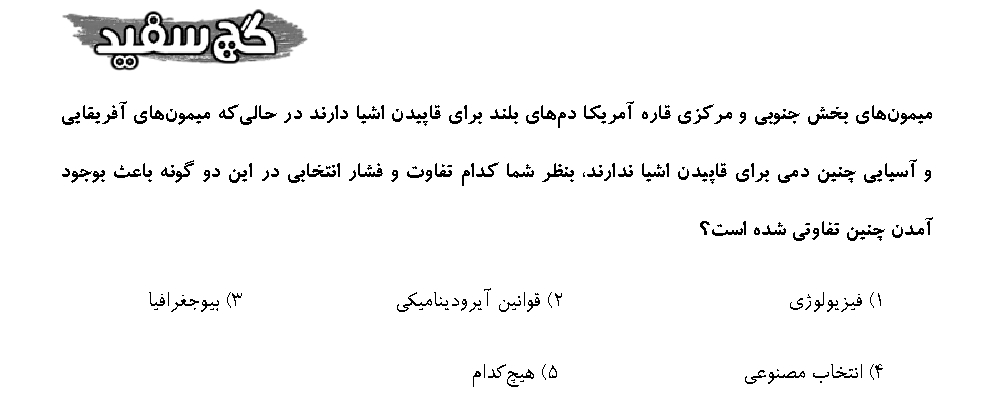 گچ سفید
میمون‌های بخش جنوبی و مرکزی قاره آمریکا دم‌های بلند برای قاپیدن اشیا دارند در حالی‌که میمون‌های آفریقایی
و آسیایی چنین دمی برای قاپیدن اشیا ندارند، بنظر شما کدام تفاوت و فشار انتخابی در این دو گونه باعث بوجود
آمدن چنین تفاوتی شده است؟
۱) فیزیولوژی ۲) قوانین آیرودینامیکی ۳) بیوجغرافیا
۴) انتخاب مصنوعی ۵) هیچ‌کدام